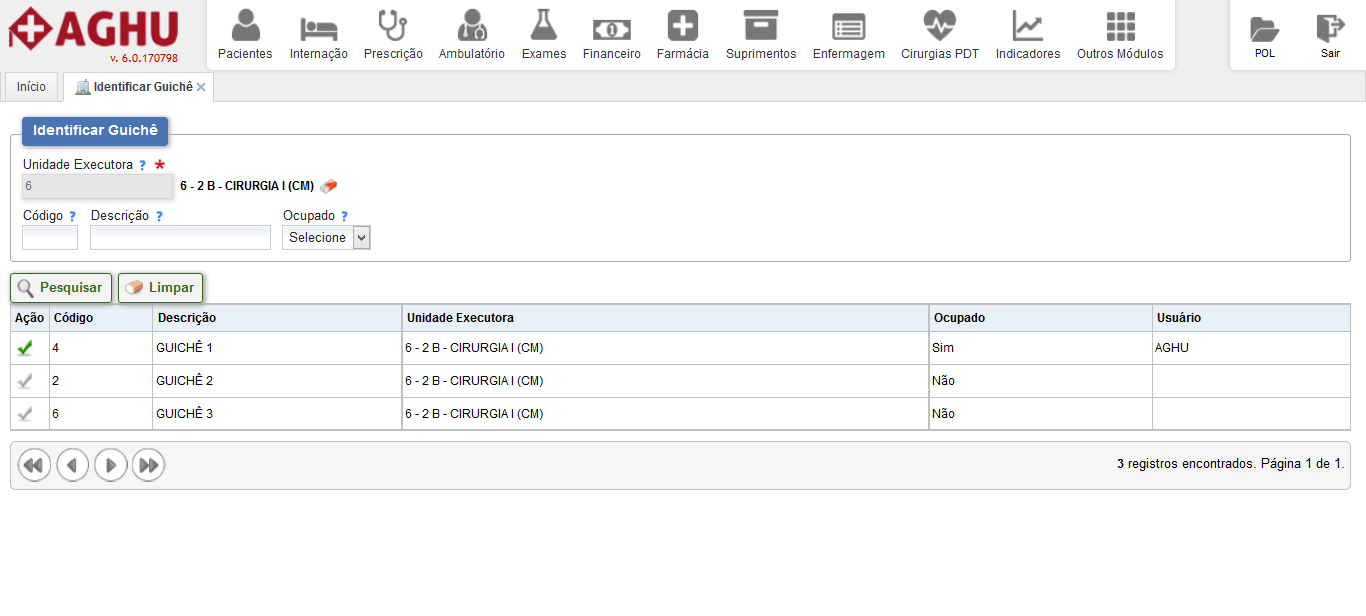 AGHU
v. 6.0.170798
Pacientes Internação Prescrição Ambulatório Exames Financeiro Farmácia Suprimentos Enfermagem Cirurgias PDT Indicadores Outros Módulos POL Sair
Início Identificar Guichê
Identificar Guichê
Unidade Executora ? *
6 6 - 2 B - CIRURGIA I (CM)
Código ? Descrição ? Ocupado ?
Selecione
Pesquisar Limpar
Ação Código Descrição Unidade Executora Ocupado Usuário
4 GUICHÊ 1 6 - 2 B - CIRURGIA I (CM) Sim AGHU
2 GUICHÊ 2 6 - 2 B - CIRURGIA I (CM) Não
6 GUICHÊ 3 6 - 2 B - CIRURGIA I (CM) Não
3 registros encontrados. Página 1 de 1.